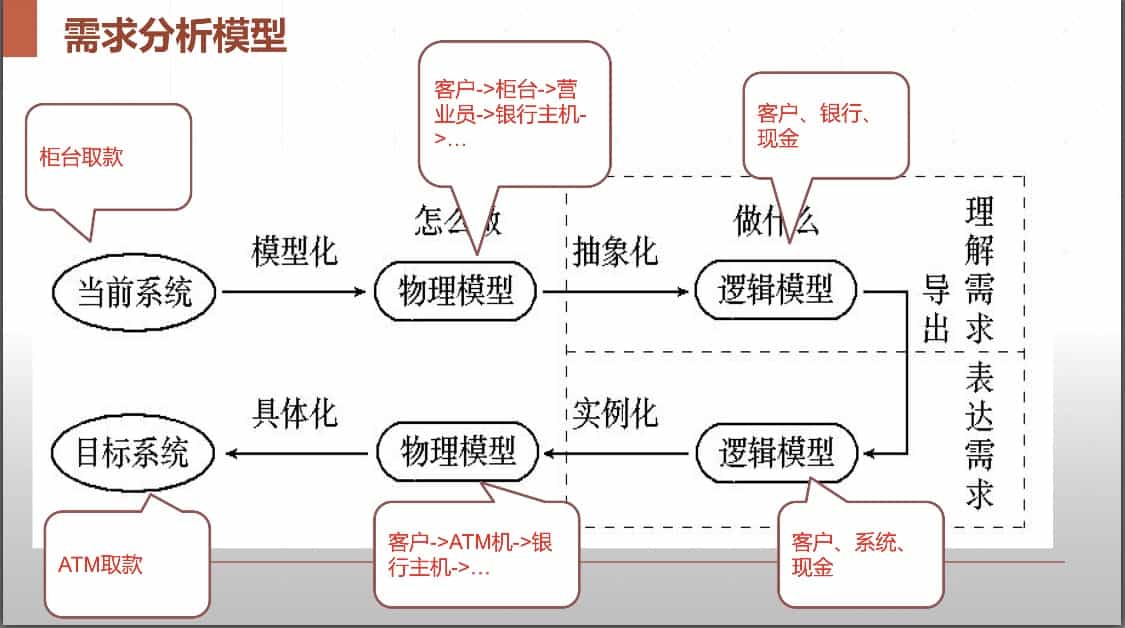 需求分析模型
客户->柜台->营
业员->银行主机-
>…
客户、银行、
现金
柜台取款
怎么做
做什么
模型化
抽象化
当前系统
物理模型
逻辑模型
导出
理解需求
具体化
实例化
目标系统
物理模型
逻辑模型
表达需求
ATM取款
客户->ATM机->银
行主机->…
客户、系统、
现金